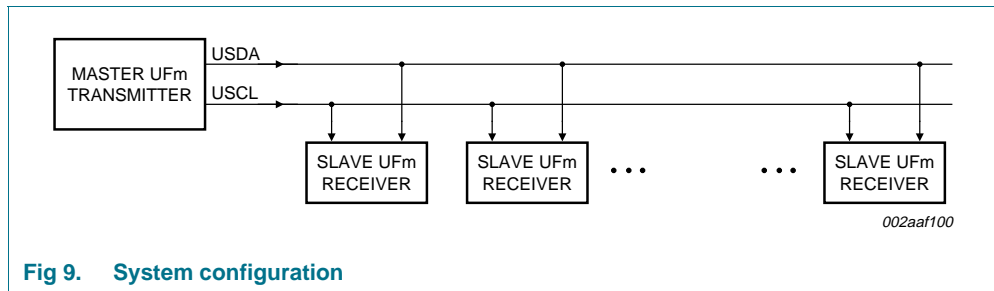 USDA
MASTER UFm
TRANSMITTER
USCL
SLAVE UFm
RECEIVER
SLAVE UFm
RECEIVER
• • •
• • •
SLAVE UFm
RECEIVER
002aaf100
Fig 9. System configuration